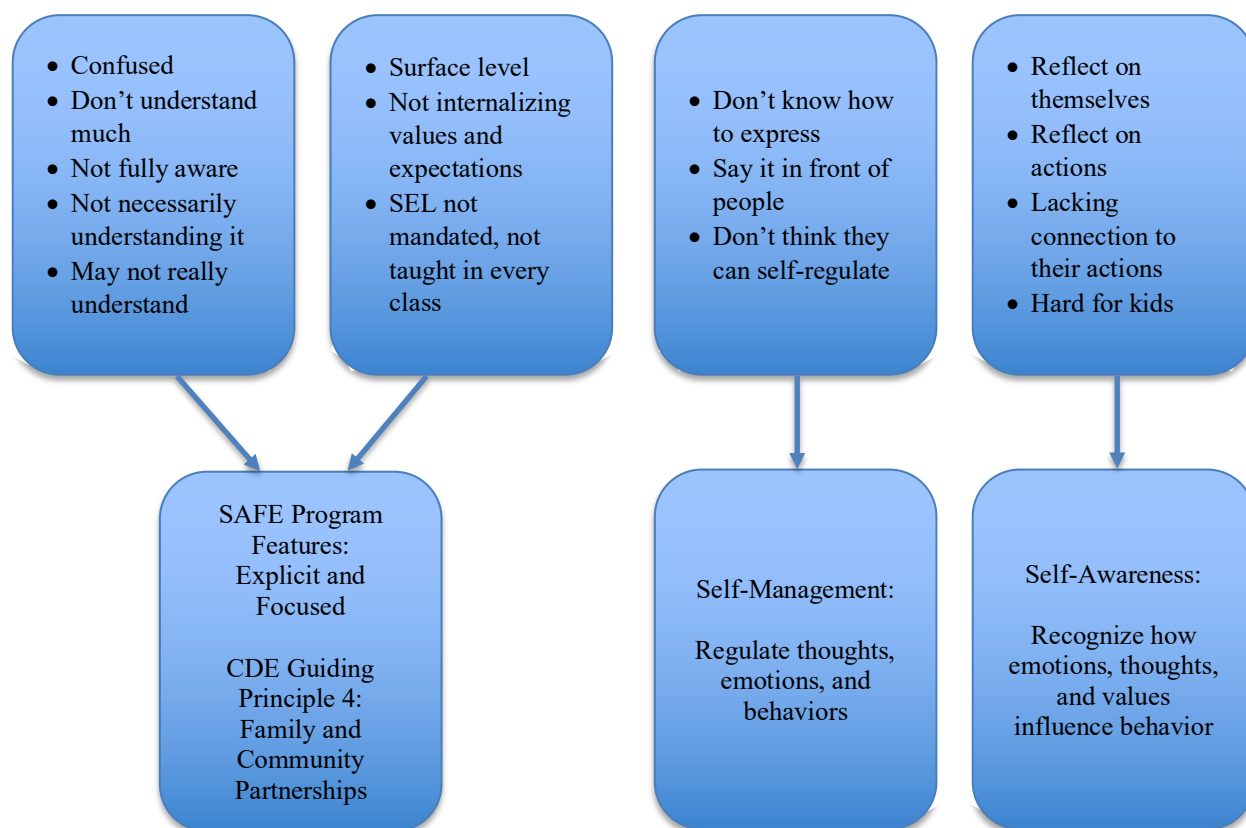 • Confused
• Don’t understand
much
• Not fully aware
• Not necessarily
understanding it
• May not really
understand
• Surface level
• Not internalizing
values and
expectations
• SEL not
mandated, not
taught in every
class
• Don’t know how
to express
• Say it in front of
people
• Don’t think they
can self-regulate
• Reflect on
themselves
• Reflect on
actions
• Lacking
connection to
their actions
• Hard for kids
SAFE Program
Features:
Explicit and
Focused
CDE Guiding
Principle 4:
Family and
Community
Partnerships
Self-Management:
Regulate thoughts,
emotions, and
behaviors
Self-Awareness:
Recognize how
emotions, thoughts,
and values
influence behavior